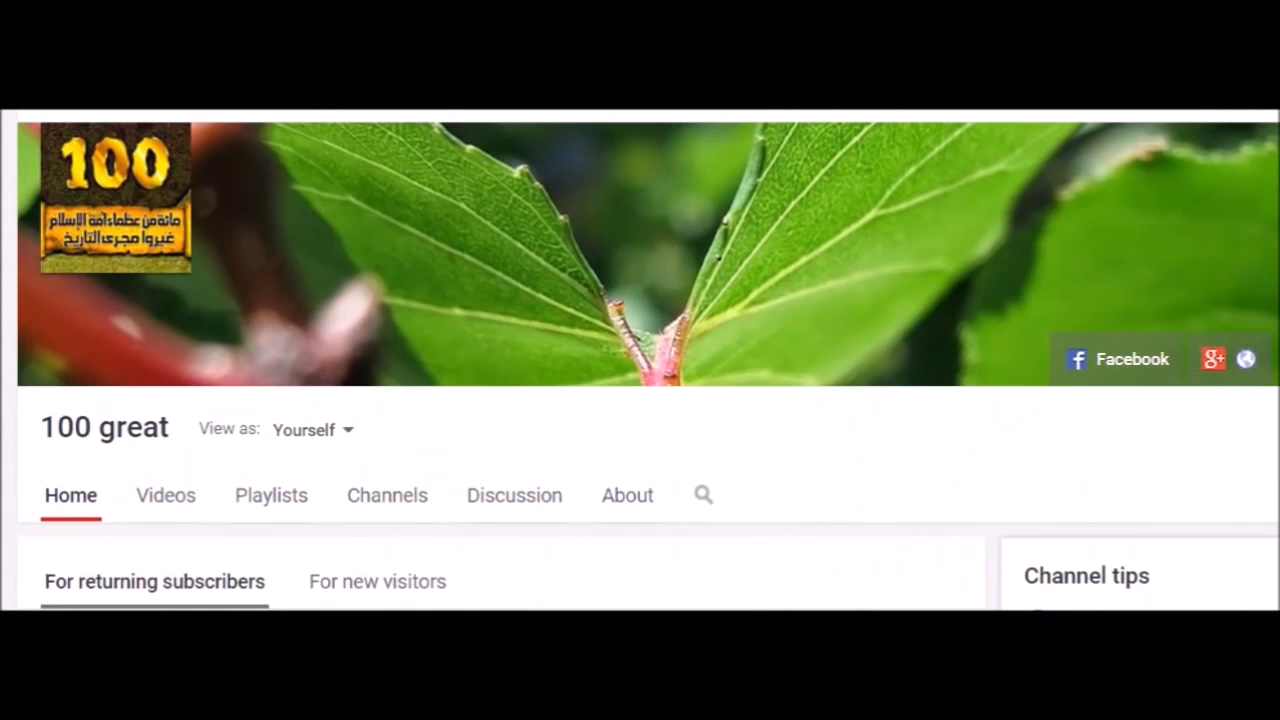 100
مائة من عظماء أمة الإسلام
غيروا مجرى التاريخ
Facebook
100 great
View as: Yourself
Home Videos Playlists Channels Discussion About
For returning subscribers For new visitors
Channel tips